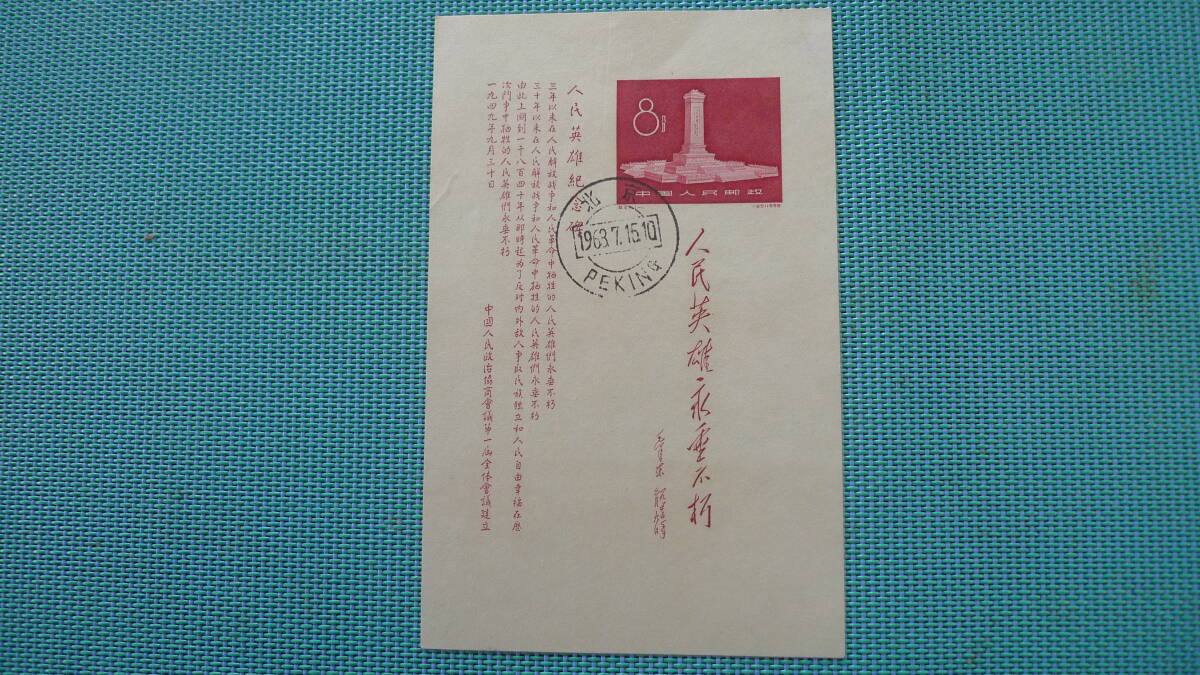 8分
中国人民邮政
人民英雄永垂不朽
毛泽东
人民英雄紀念碑
三年以来在人民解放战争和人民革命中牺牲的人民英雄們永垂不朽
三十年以来在人民解放战争和人民革命中牺牲的人民英雄們永垂不朽
由此上溯到一千八百四十年从那時起为了反对内外敌人争取民族独立和人民自由幸福在历
次鬥争中牺牲的人民英雄們永垂不朽
一九四九年九月三十日
中國人民政治協商會議第一届全体會議建立
北京
1963.7.15.10
PEKING